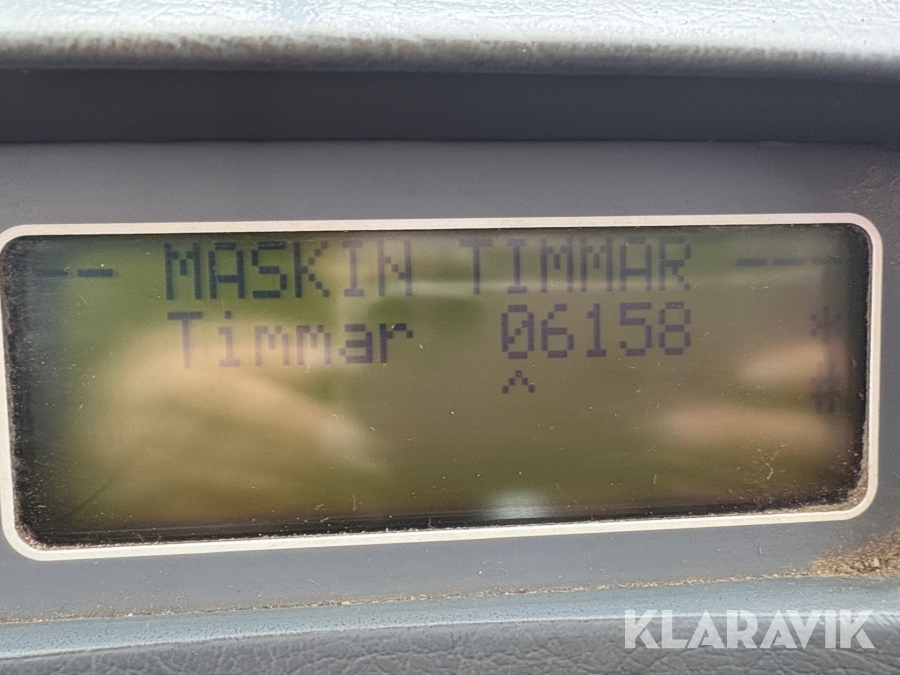 -- MASKIN TIMMAR ----
Timmar 06158 *
^ *
KLARAVIK